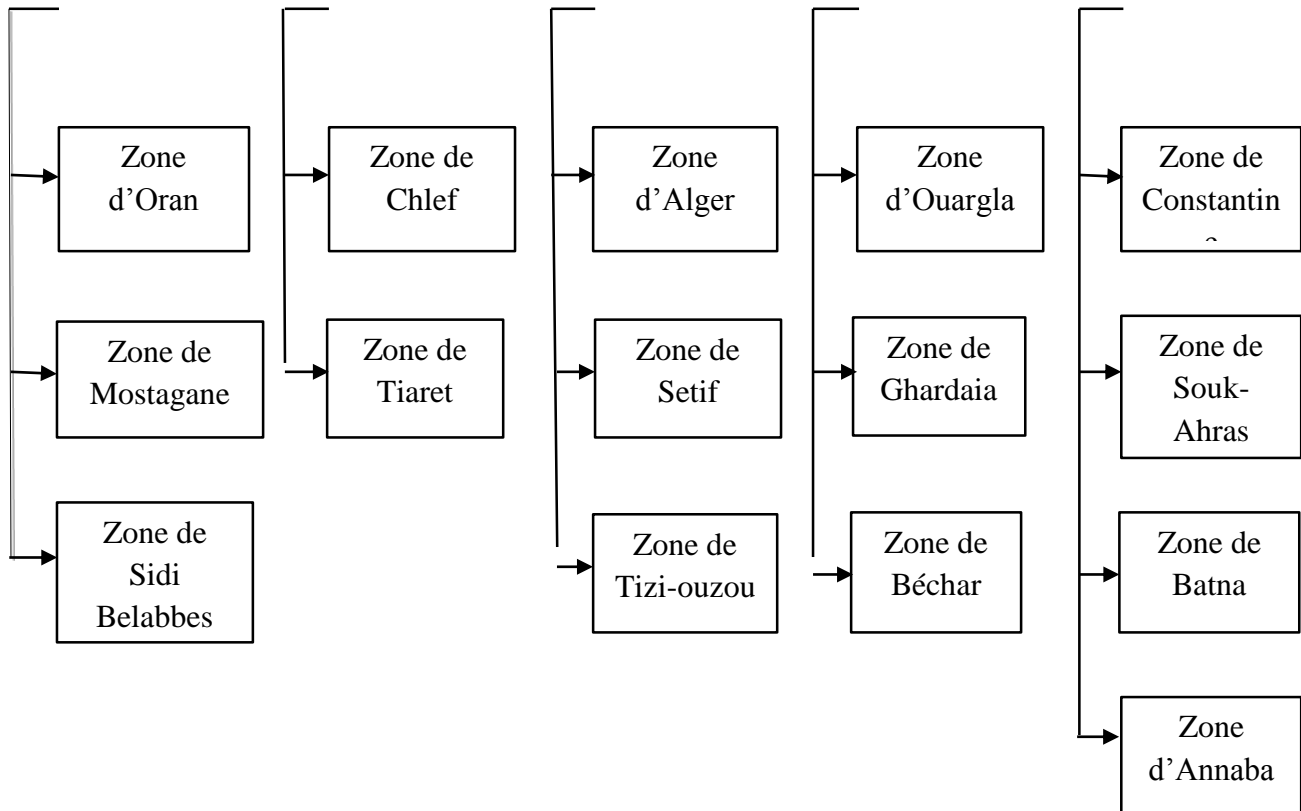 Zone
d’Oran
Zone de
Mostagane
Zone de
Sidi
Belabbes
Zone de
Chlef
Zone de
Tiaret
Zone
d’Alger
Zone de
Setif
Zone de
Tizi-ouzou
Zone
d’Ouargla
Zone de
Ghardaia
Zone de
Béchar
Zone de
Constantin
Zone de
Souk-
Ahras
Zone de
Batna
Zone
d’Annaba